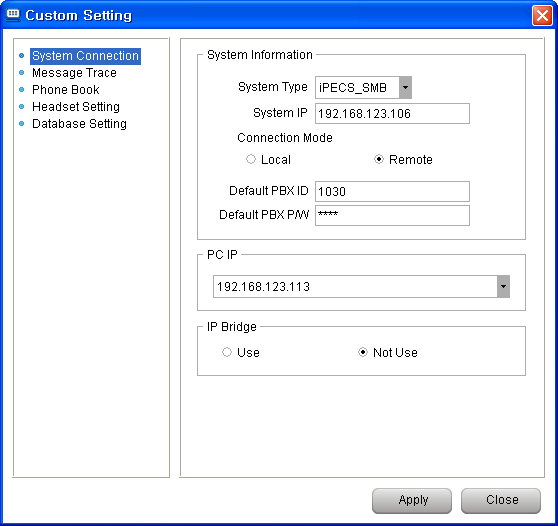 Custom Setting
System Connection
Message Trace
Phone Book
Headset Setting
Database Setting
System Information
System Type iPECS_SMB
System IP 192.168.123.106
Connection Mode
Local Remote
Default PBX ID 1030
Default PBX P/W ****
PC IP
192.168.123.113
IP Bridge
Use Not Use
Apply Close